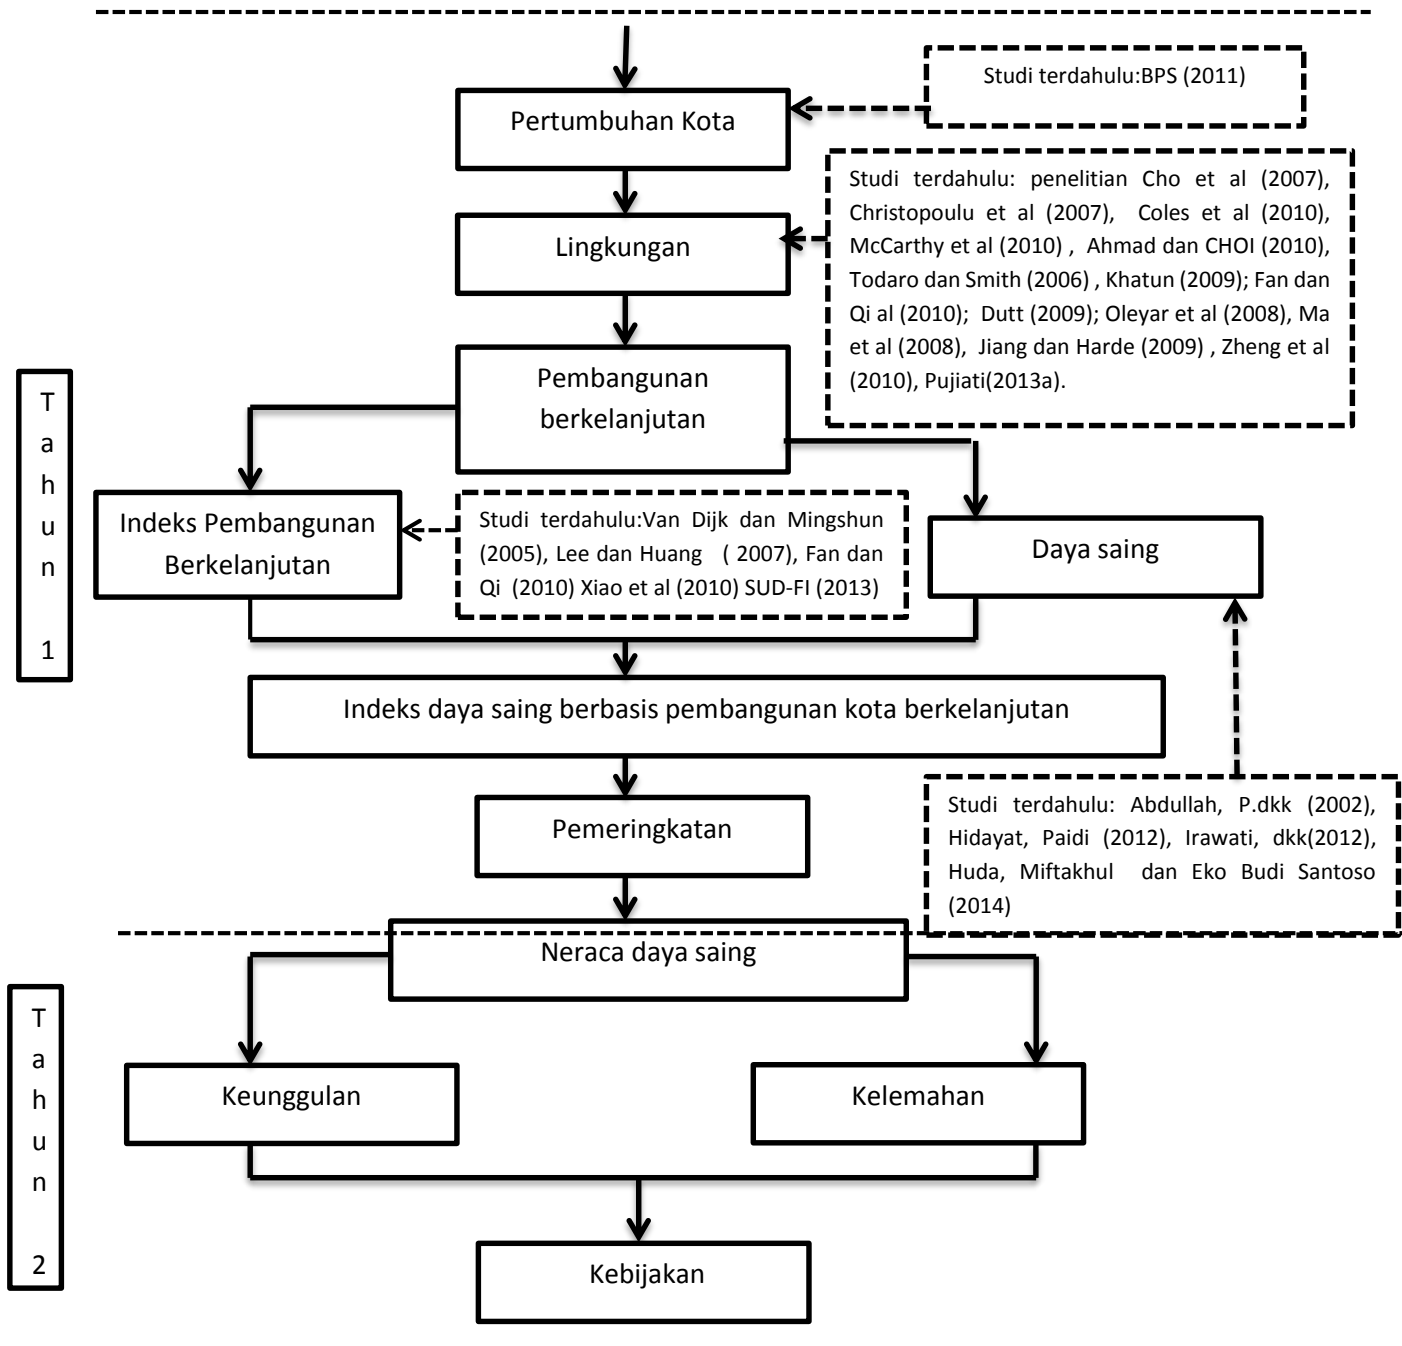 Studi terdahulu:BPS (2011)
Pertumbuhan Kota
Studi terdahulu: penelitian Cho et al (2007),
Christopoulu et al (2007), Coles et al (2010),
McCarthy et al (2010) , Ahmad dan CHOI (2010),
Todaro dan Smith (2006) , Khatun (2009); Fan dan
Qi al (2010); Dutt (2009); Oleyar et al (2008), Ma
et al (2008), Jiang dan Harde (2009) , Zheng et al
(2010), Pujiati(2013a).
Lingkungan
Pembangunan
berkelanjutan
T
a
h
u
n
1
Indeks Pembangunan
Berkelanjutan
Studi terdahulu:Van Dijk dan Mingshun
(2005), Lee dan Huang ( 2007), Fan dan
Qi (2010) Xiao et al (2010) SUD-FI (2013)
Daya saing
Indeks daya saing berbasis pembangunan kota berkelanjutan
Pemeringkatan
Studi terdahulu: Abdullah, P.dkk (2002),
Hidayat, Paidi (2012), Irawati, dkk(2012),
Huda, Miftakhul dan Eko Budi Santoso
(2014)
Neraca daya saing
T
a
h
u
n
2
Keunggulan
Kelemahan
Kebijakan